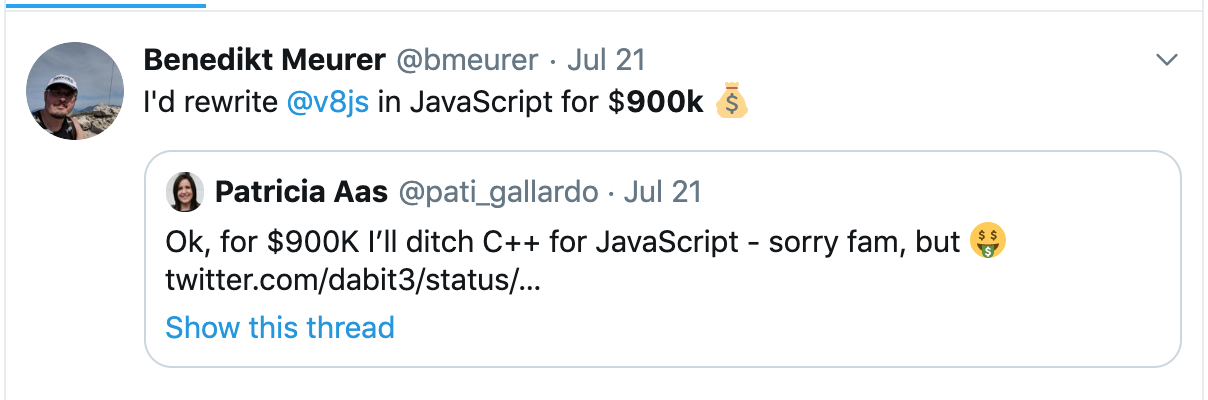 Benedikt Meurer @bmeurer · Jul 21
I'd rewrite @v8js in JavaScript for $900k 💰
Patricia Aas @pati_gallardo · Jul 21
Ok, for $900K I’ll ditch C++ for JavaScript - sorry fam, but 🤑
twitter.com/dabit3/status/...
Show this thread